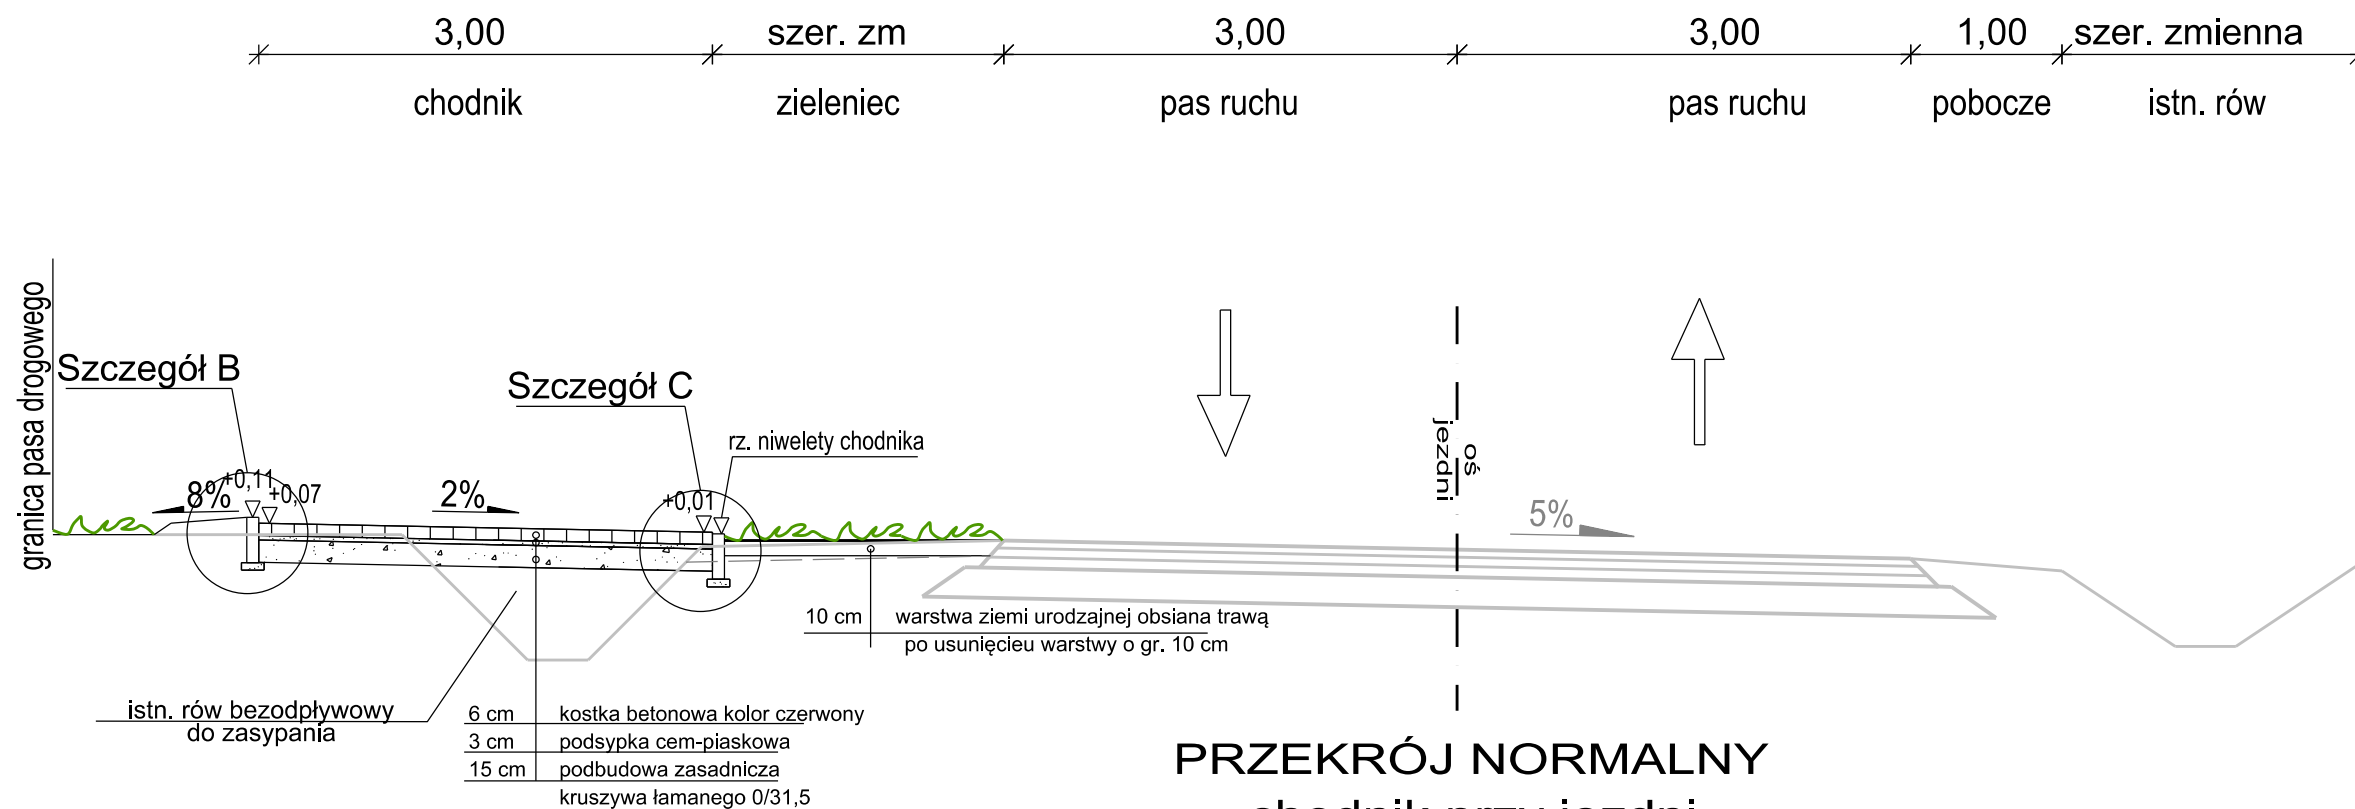 3,00 szer. zm 3,00 3,00 1,00 szer. zmienna
chodnik zieleniec pas ruchu pas ruchu pobocze istn. rów
granica pasa drogowego
Szczegół B
Szczegół C
rz. niwelety chodnika
oś
jezdni
+0,11
8% +0,07 2% +0,01
5%
10 cm warstwa ziemi urodzajnej obsiana trawą
po usunięcieu warstwy o gr. 10 cm
istn. rów bezodpływowy
do zasypania
6 cm kostka betonowa kolor czerwony
3 cm podsypka cem-piaskowa
15 cm podbudowa zasadnicza
kruszywa łamanego 0/31,5
PRZEKRÓJ NORMALNY
chodnik przy jezdni